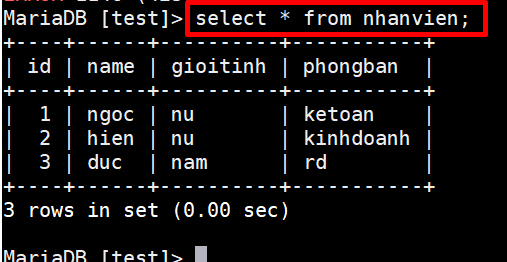 MariaDB [test]> select * from nhanvien;
+----+------+----------+-----------+
| id | name | gioitinh | phongban  |
+----+------+----------+-----------+
|  1 | ngoc | nu       | ketoan    |
|  2 | hien | nu       | kinhdoanh |
|  3 | duc  | nam      | rd        |
+----+------+----------+-----------+
3 rows in set (0.00 sec)
MariaDB [test]>